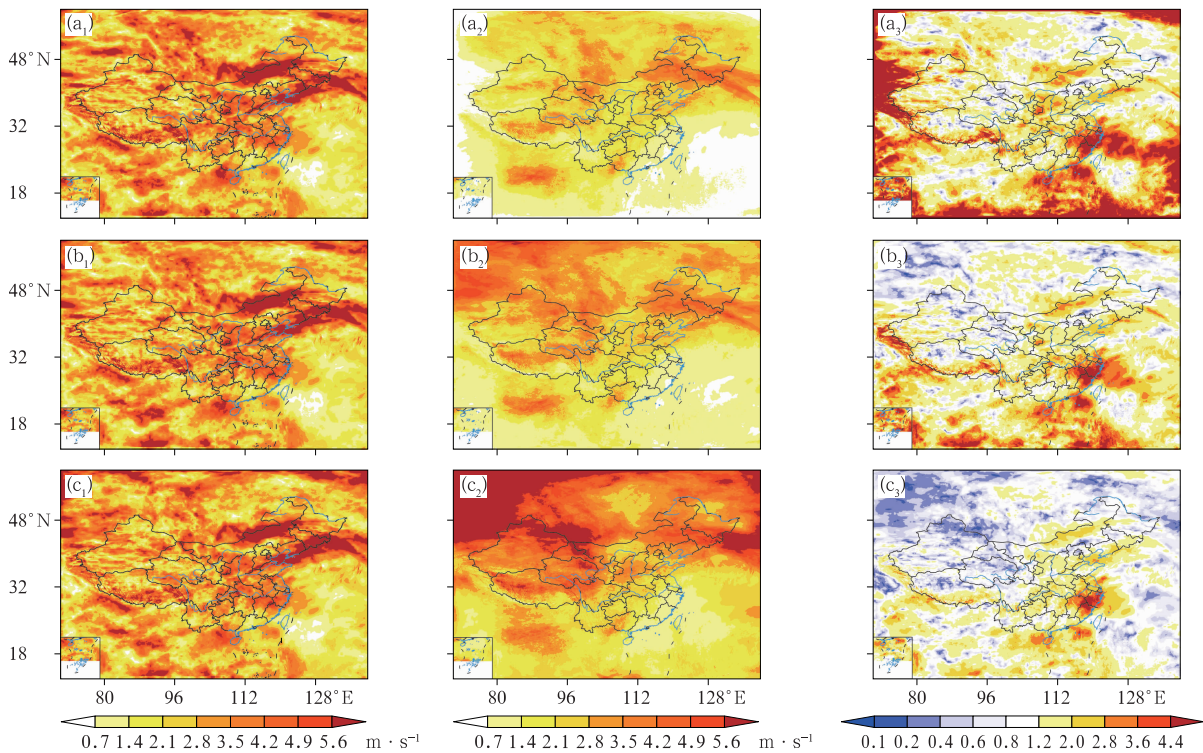 (a₁) (a₂) (a₃)
48°N
32
18
(b₁) (b₂) (b₃)
48°N
32
18
(c₁) (c₂) (c₃)
48°N
32
18
80 96 112 128°E 80 96 112 128°E 80 96 112 128°E
0.7 1.4 2.1 2.8 3.5 4.2 4.9 5.6 m · s⁻¹ 0.7 1.4 2.1 2.8 3.5 4.2 4.9 5.6 m · s⁻¹ 0.1 0.2 0.4 0.6 0.8 1.2 2.0 2.8 3.6 4.4